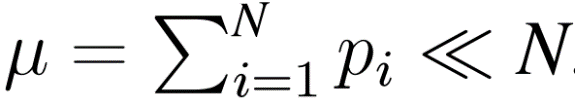 μ = ∑_{i=1}^{N} p_i ≪ N.